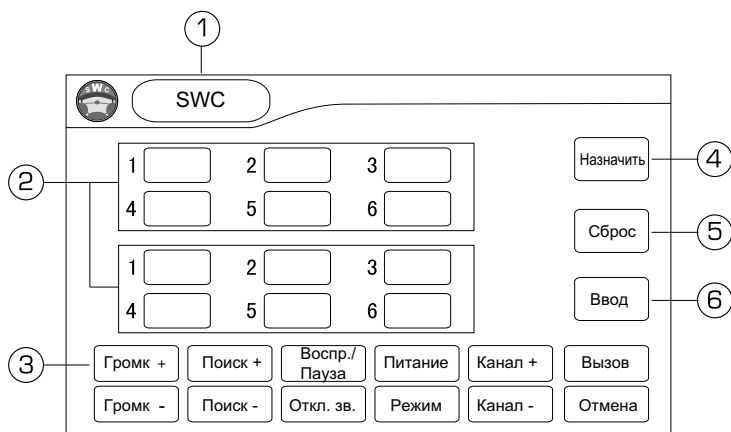 1
SWC
SWC
1 2 3
2
4 5 6
1 2 3
4 5 6
Назначить
4
Сброс
5
Ввод
6
3
Громк + Поиск + Воспр./
Пауза Питание Канал + Вызов
Громк - Поиск - Откл. зв. Режим Канал - Отмена